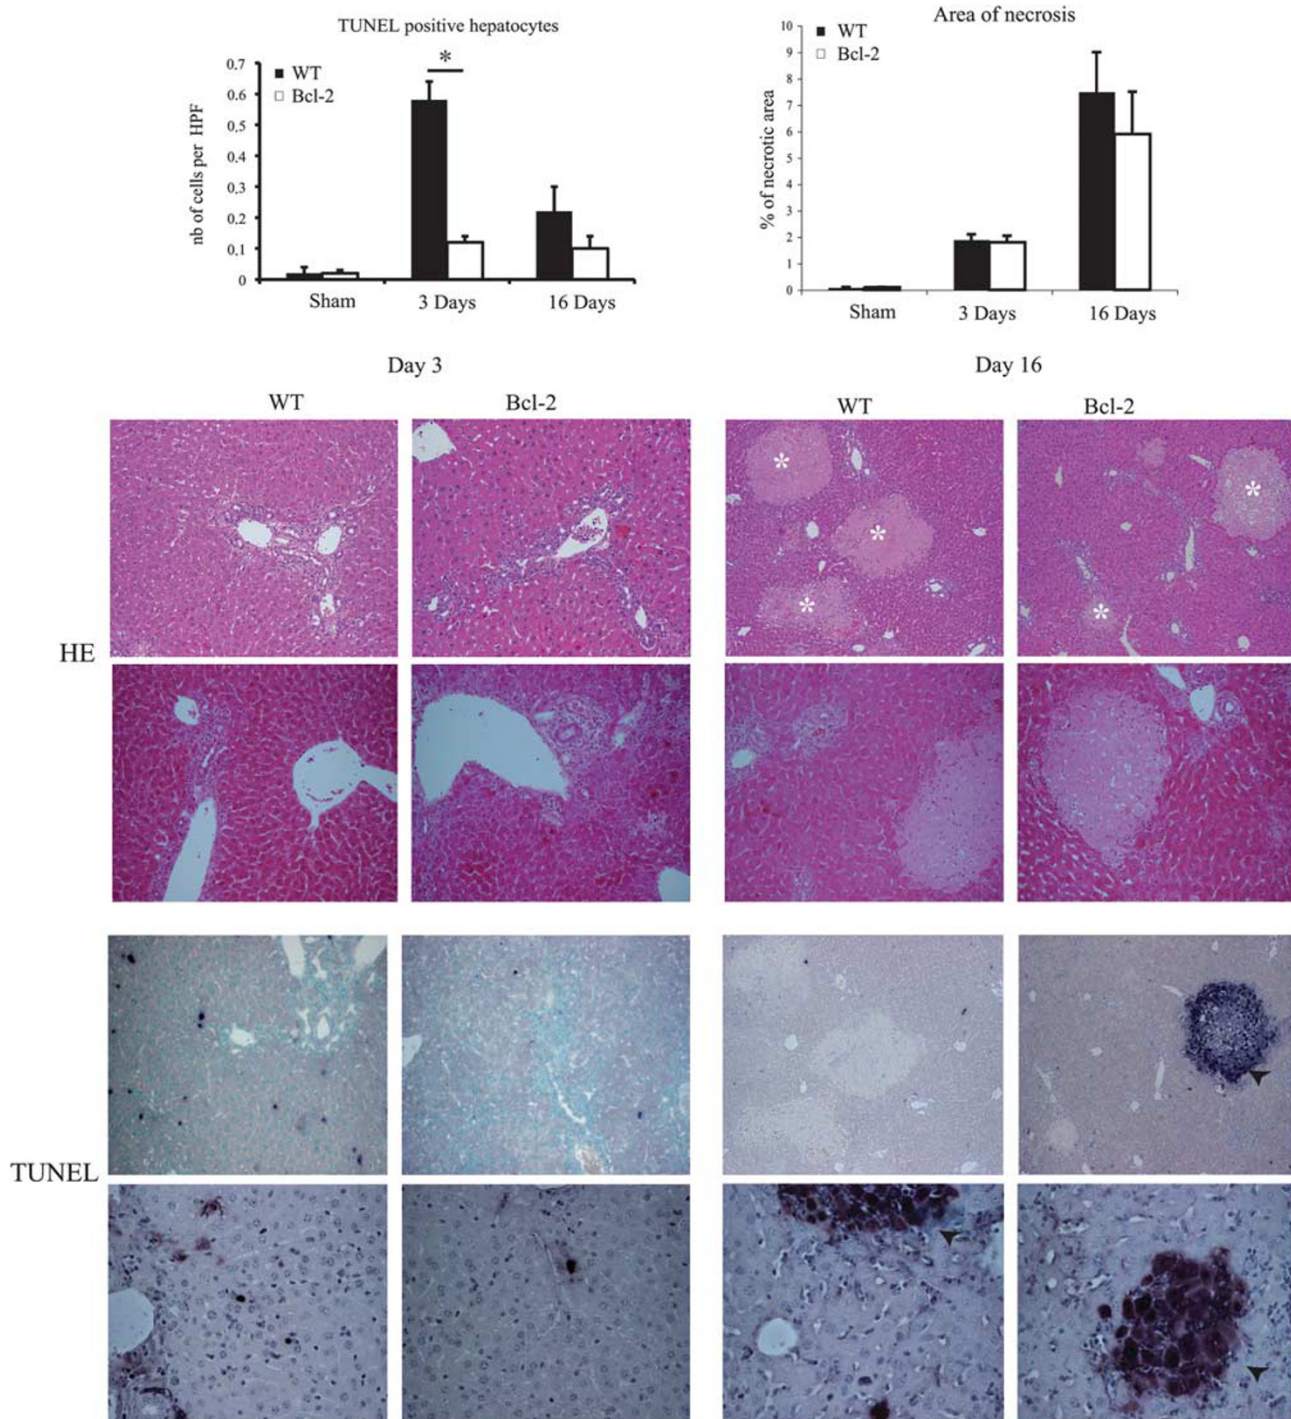 TUNEL positive hepatocytes
nb of cells per HPF
0,7
0.6
0.5
0.4
0.3
0.2
0.1
0
WT
Bcl-2
*
Sham
3 Days
16 Days
Area of necrosis
% of necrotic area
10
9
8
7
6
5
4
3
2
1
0
WT
Bcl-2
Sham
3 Days
16 Days
Day 3
Day 16
WT
Bcl-2
WT
Bcl-2
HE
*
*
*
*
*
TUNEL